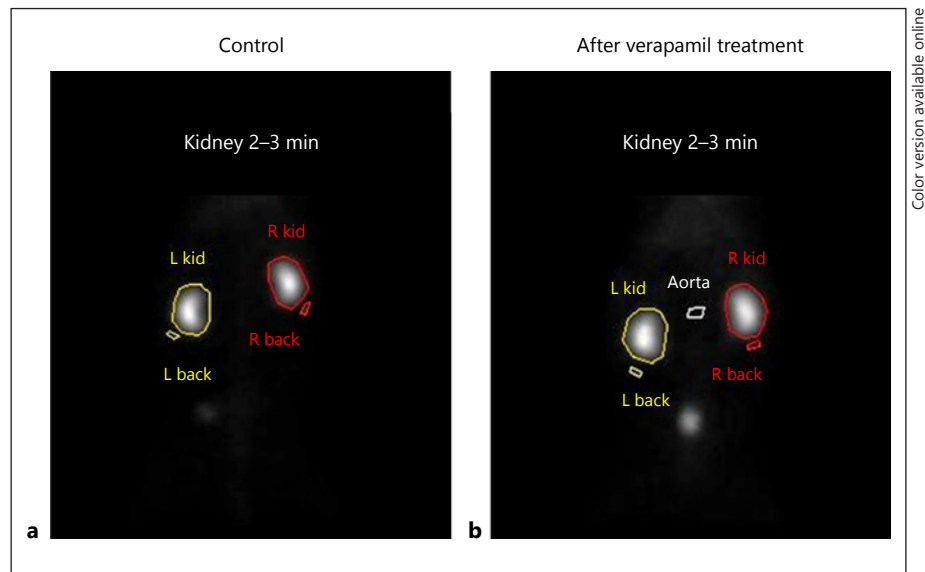 Control
Kidney 2–3 min
R kid
L kid
R back
L back
a
After verapamil treatment
Kidney 2–3 min
R kid
Aorta
L kid
R back
L back
b
Color version available online